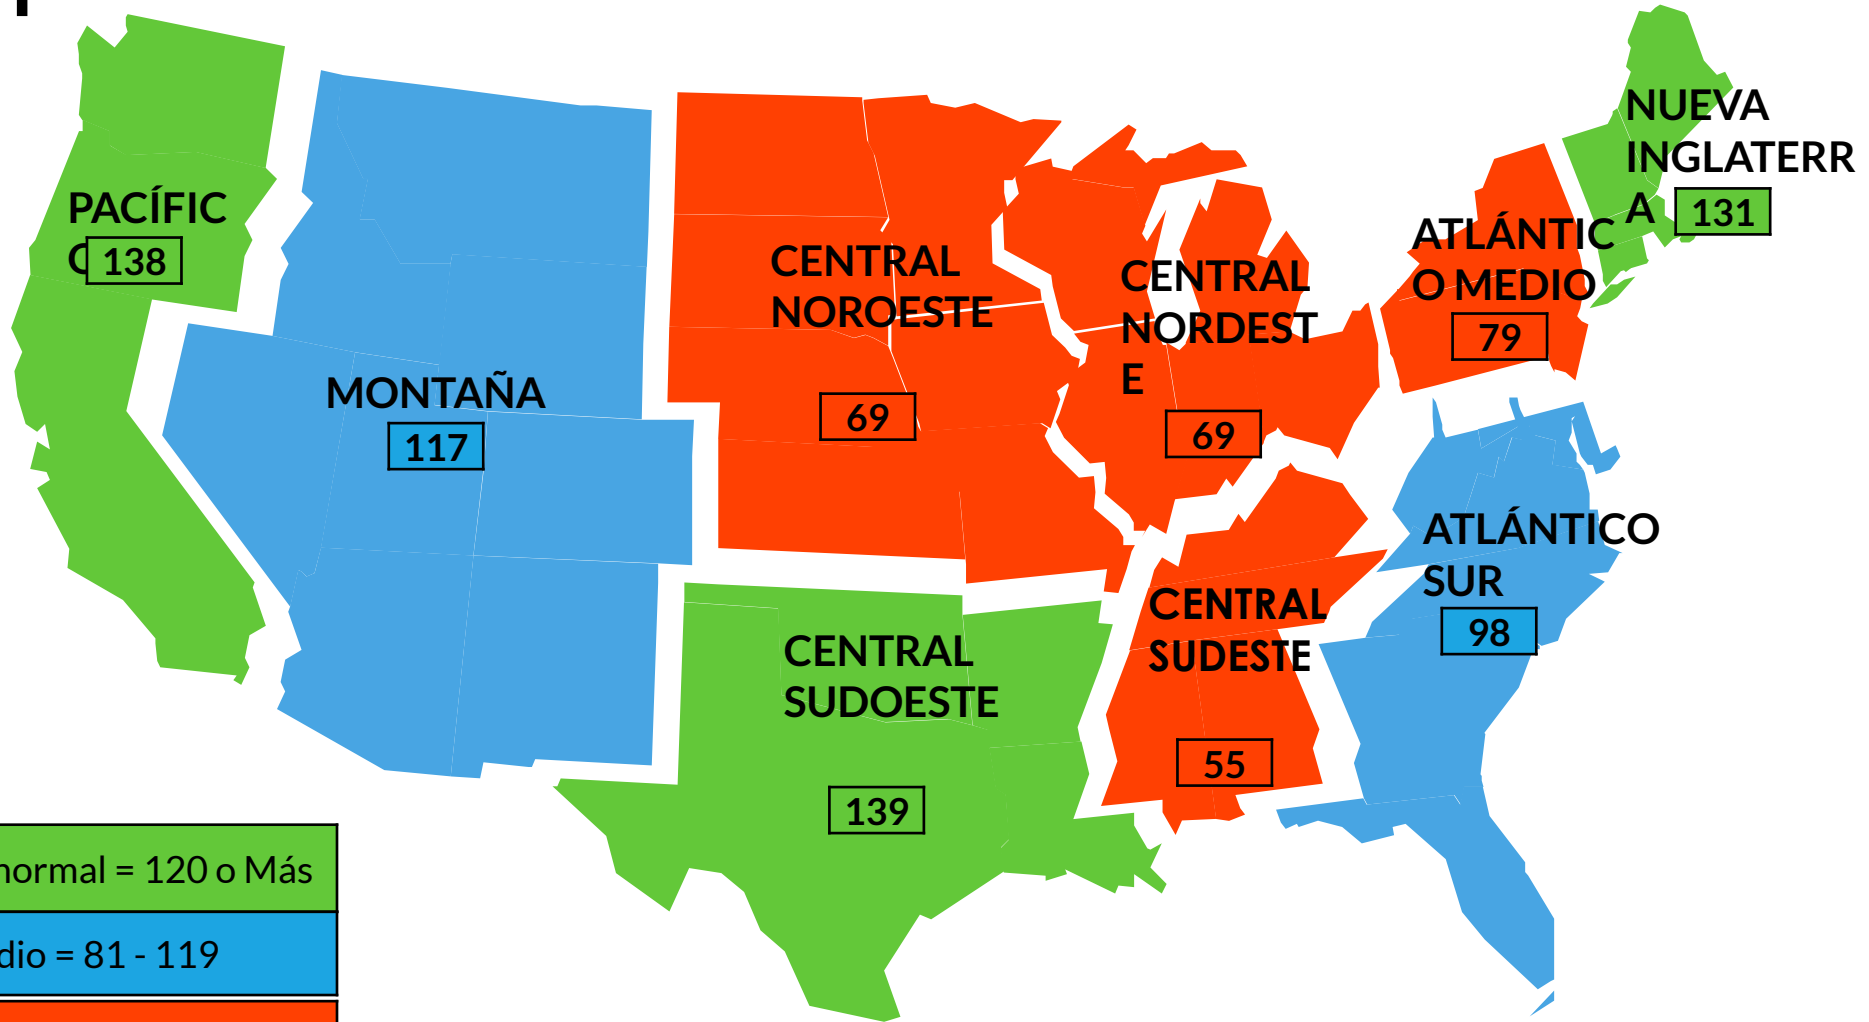 NUEVA
INGLATERR
A
131
PACÍFIC
O
138
ATLÁNTIC
O MEDIO
79
CENTRAL
NOROESTE
69
CENTRAL
NORDEST
E
69
MONTAÑA
117
ATLÁNTICO
SUR
98
CENTRAL
SUDESTE
55
CENTRAL
SUDOESTE
139
normal = 120 o Más
dio = 81 - 119